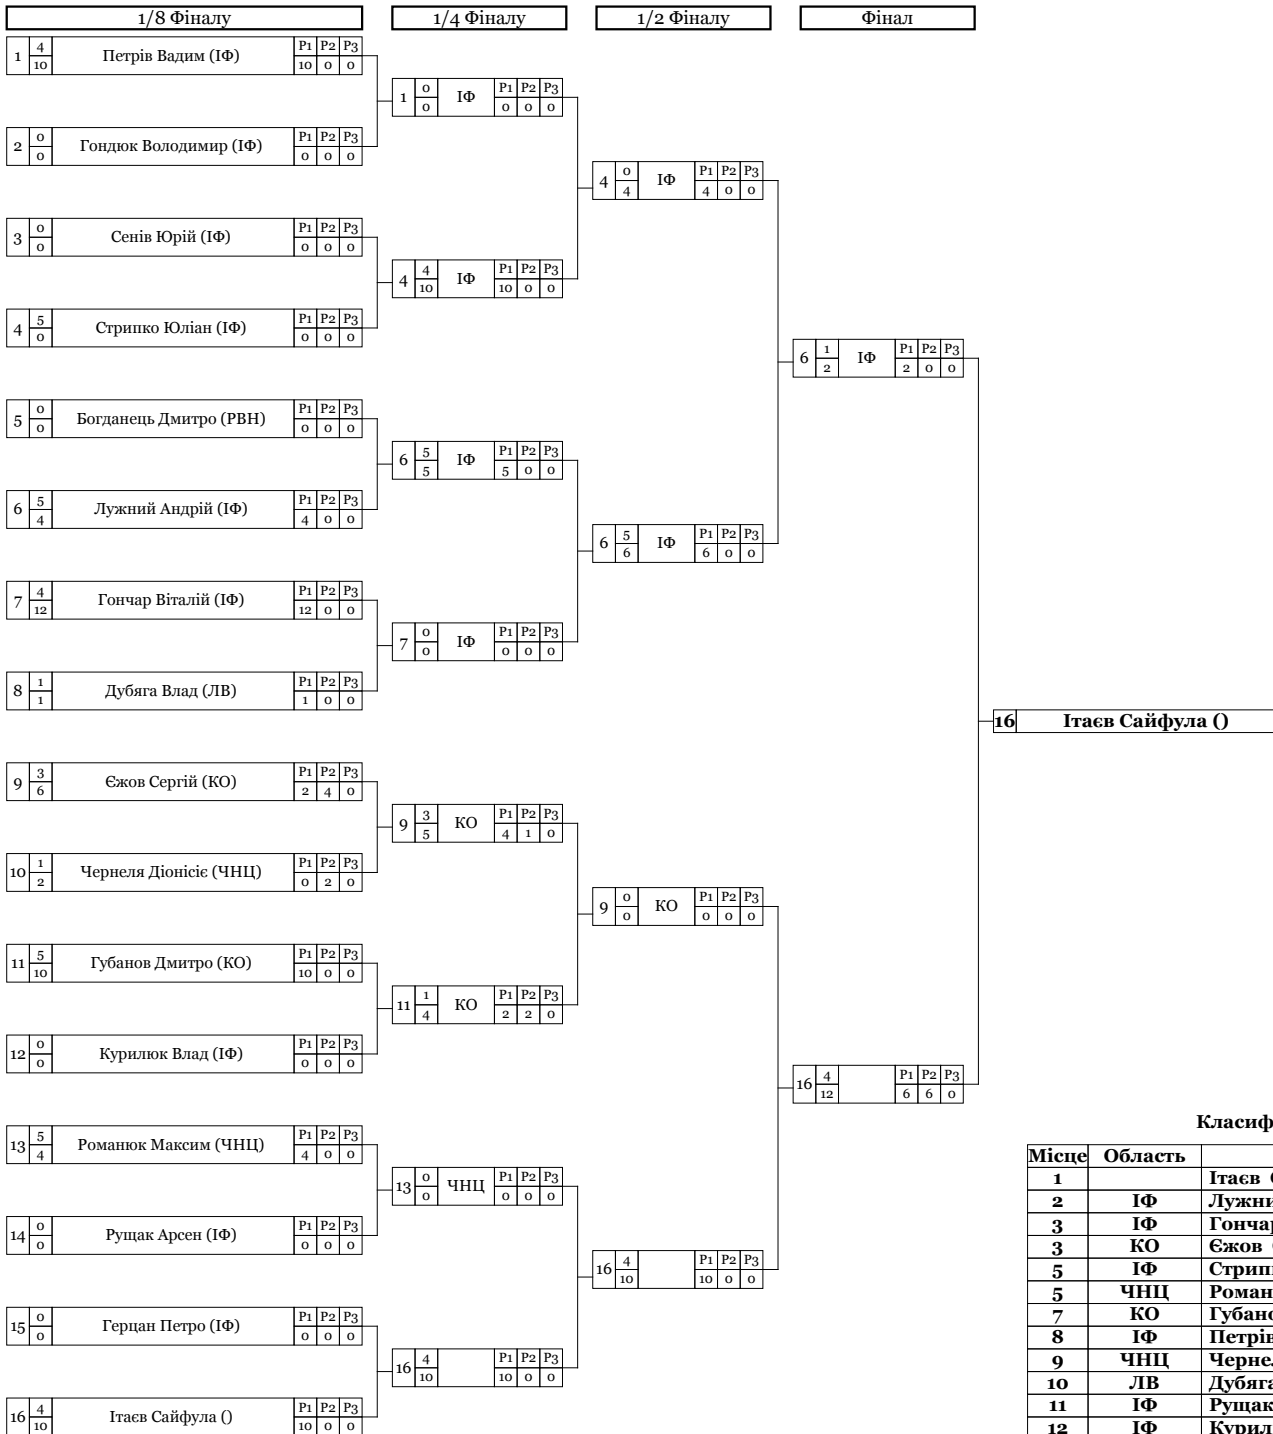 1/8 Фіналу 1/4 Фіналу 1/2 Фіналу Фінал
1 4 10 Петрів Вадим (ІФ) P1 P2 P3 10 0 0
1 0 0 ІФ P1 P2 P3 0 0 0
2 0 0 Гондюк Володимир (ІФ) P1 P2 P3 0 0 0
4 0 4 ІФ P1 P2 P3 4 0 0
3 0 0 Сенів Юрій (ІФ) P1 P2 P3 0 0 0
4 4 10 ІФ P1 P2 P3 10 0 0
4 5 0 Стрипко Юліан (ІФ) P1 P2 P3 0 0 0
6 1 2 ІФ P1 P2 P3 2 0 0
5 0 0 Богданець Дмитро (РВН) P1 P2 P3 0 0 0
6 5 5 ІФ P1 P2 P3 5 0 0
6 5 4 Лужний Андрій (ІФ) P1 P2 P3 4 0 0
6 5 6 ІФ P1 P2 P3 6 0 0
7 4 12 Гончар Віталій (ІФ) P1 P2 P3 12 0 0
7 0 0 ІФ P1 P2 P3 0 0 0
8 1 1 Дубяга Влад (ЛВ) P1 P2 P3 1 0 0
16 Ітаєв Сайфула ()
9 3 6 Єжов Сергій (КО) P1 P2 P3 2 4 0
9 3 5 КО P1 P2 P3 4 1 0
10 1 2 Чернеля Діонісіє (ЧНЦ) P1 P2 P3 0 2 0
9 0 0 КО P1 P2 P3 0 0 0
11 5 10 Губанов Дмитро (КО) P1 P2 P3 10 0 0
11 1 4 КО P1 P2 P3 2 2 0
12 0 0 Курилюк Влад (ІФ) P1 P2 P3 0 0 0
16 4 12 P1 P2 P3 6 6 0
13 5 4 Романюк Максим (ЧНЦ) P1 P2 P3 4 0 0
13 0 0 ЧНЦ P1 P2 P3 0 0 0
14 0 0 Рущак Арсен (ІФ) P1 P2 P3 0 0 0
16 4 10 P1 P2 P3 10 0 0
15 0 0 Герцан Петро (ІФ) P1 P2 P3 0 0 0
16 4 10 P1 P2 P3 10 0 0
16 4 10 Ітаєв Сайфула () P1 P2 P3 10 0 0
Класиф
Місце Область
1 Ітаєв
2 ІФ Лужни
3 ІФ Гончар
3 КО Єжов
5 ІФ Стрип
5 ЧНЦ Роман
7 КО Губано
8 ІФ Петрів
9 ЧНЦ Черне
10 ЛВ Дубяга
11 ІФ Рущак
12 ІФ Курил